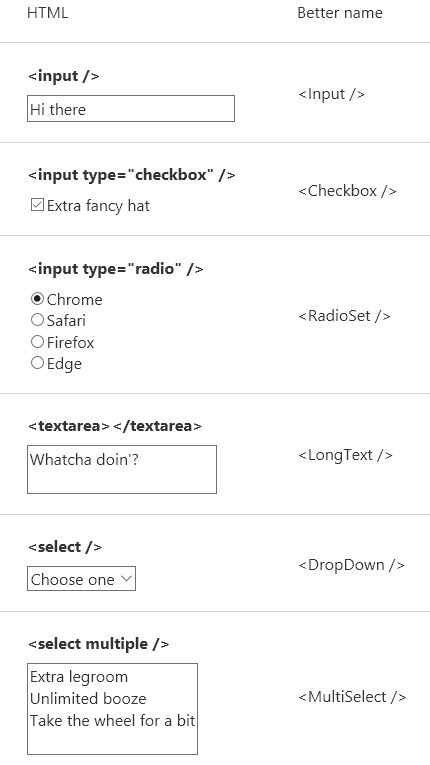 HTML Better name
<input />
Hi there
<Input />
<input type="checkbox" />
Extra fancy hat
<Checkbox />
<input type="radio" />
Chrome
Safari
Firefox
Edge
<RadioSet />
<textarea></textarea>
Whatcha doin'?
<LongText />
<select />
Choose one
<DropDown />
<select multiple />
Extra legroom
Unlimited booze
Take the wheel for a bit
<MultiSelect />